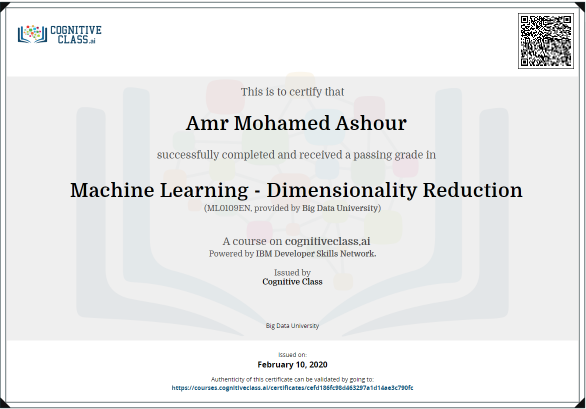 COGNITIVE
CLASS.ai
This is to certify that
Amr Mohamed Ashour
successfully completed and received a passing grade in
Machine Learning - Dimensionality Reduction
(ML0109EN, provided by Big Data University)
A course on cognitiveclass.ai
Powered by IBM Developer Skills Network.
Issued by
Cognitive Class
Big Data University
Issued on:
February 10, 2020
Authenticity of this certificate can be validated by going to:
https://courses.cognitiveclass.ai/certificates/cefd186fc98d463297a1d14ae3c790fc